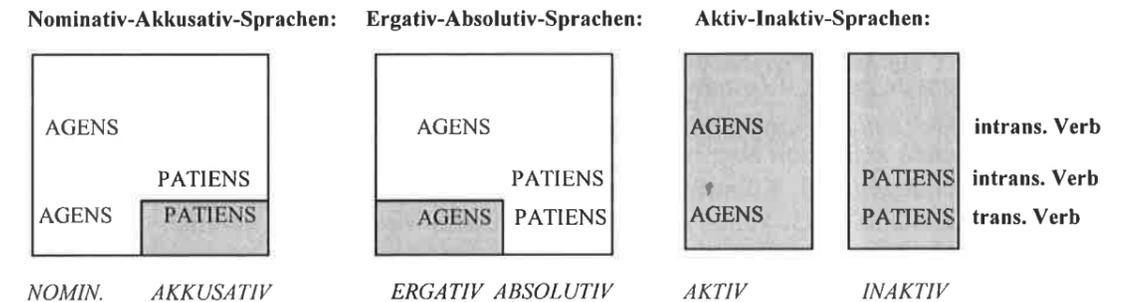 Nominativ-Akkusativ-Sprachen: Ergativ-Absolutiv-Sprachen: Aktiv-Inaktiv-Sprachen:
AGENS AGENS AGENS intrans. Verb
PATIENS PATIENS PATIENS intrans. Verb
AGENS PATIENS AGENS PATIENS AGENS PATIENS trans. Verb
NOMIN. AKKUSATIV ERGATIV ABSOLUTIV AKTIV INAKTIV